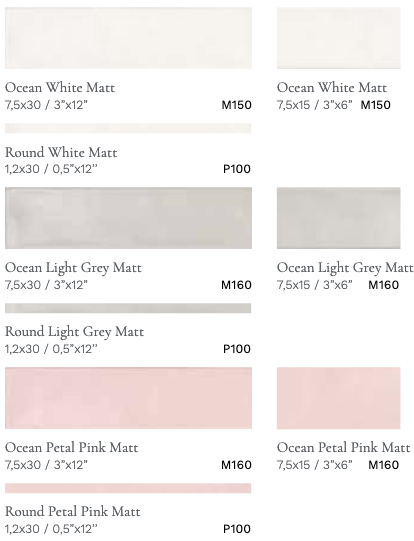 Ocean White Matt
7,5x30 / 3”x12” M150
Ocean White Matt
7,5x15 / 3”x6” M150
Round White Matt
1,2x30 / 0,5”x12’’ P100
Ocean Light Grey Matt
7,5x30 / 3”x12” M160
Ocean Light Grey Matt
7,5x15 / 3”x6” M160
Round Light Grey Matt
1,2x30 / 0,5”x12’’ P100
Ocean Petal Pink Matt
7,5x30 / 3”x12” M160
Ocean Petal Pink Matt
7,5x15 / 3”x6” M160
Round Petal Pink Matt
1,2x30 / 0,5”x12’’ P100